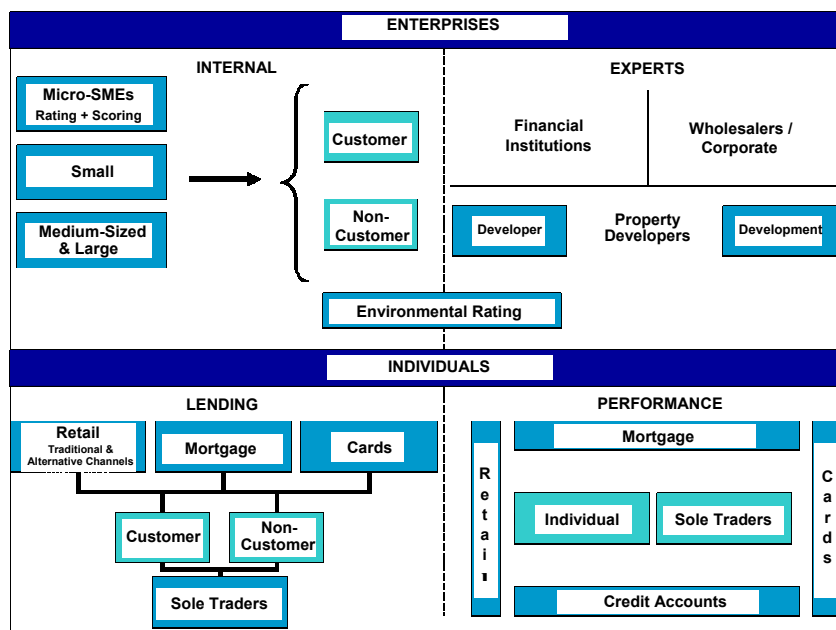 ENTERPRISES
INTERNAL
Micro-SMEs
Rating + Scoring
Small
Medium-Sized
& Large
Customer
Non-
Customer
EXPERTS
Financial
Institutions
Wholesalers /
Corporate
Developer
Property
Developers
Development
Environmental Rating
INDIVIDUALS
LENDING
Retail
Traditional &
Alternative Channels
Mortgage
Cards
Customer
Non-
Customer
Sole Traders
PERFORMANCE
Retail
Mortgage
Individual
Sole Traders
Credit Accounts
Cards